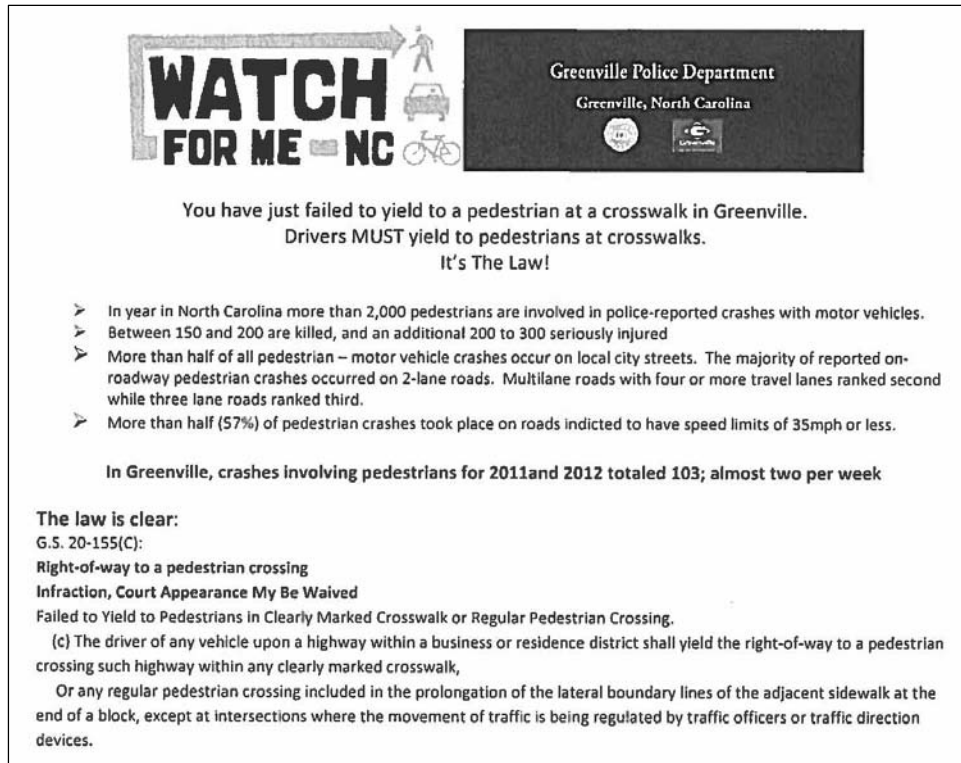 WATCH
FOR ME - NC
Greenville Police Department
Greenville, North Carolina
You have just failed to yield to a pedestrian at a crosswalk in Greenville.
Drivers MUST yield to pedestrians at crosswalks.
It's The Law!
➢ In year in North Carolina more than 2,000 pedestrians are involved in police-reported crashes with motor vehicles.
➢ Between 150 and 200 are killed, and an additional 200 to 300 seriously injured
➢ More than half of all pedestrian – motor vehicle crashes occur on local city streets. The majority of reported on-
roadway pedestrian crashes occurred on 2-lane roads. Multilane roads with four or more travel lanes ranked second
while three lane roads ranked third.
➢ More than half (57%) of pedestrian crashes took place on roads indicted to have speed limits of 35mph or less.
In Greenville, crashes involving pedestrians for 2011and 2012 totaled 103; almost two per week
The law is clear:
G.S. 20-155(C):
Right-of-way to a pedestrian crossing
Infraction, Court Appearance My Be Waived
Failed to Yield to Pedestrians in Clearly Marked Crosswalk or Regular Pedestrian Crossing.
(c) The driver of any vehicle upon a highway within a business or residence district shall yield the right-of-way to a pedestrian
crossing such highway within any clearly marked crosswalk,
Or any regular pedestrian crossing included in the prolongation of the lateral boundary lines of the adjacent sidewalk at the
end of a block, except at intersections where the movement of traffic is being regulated by traffic officers or traffic direction
devices.